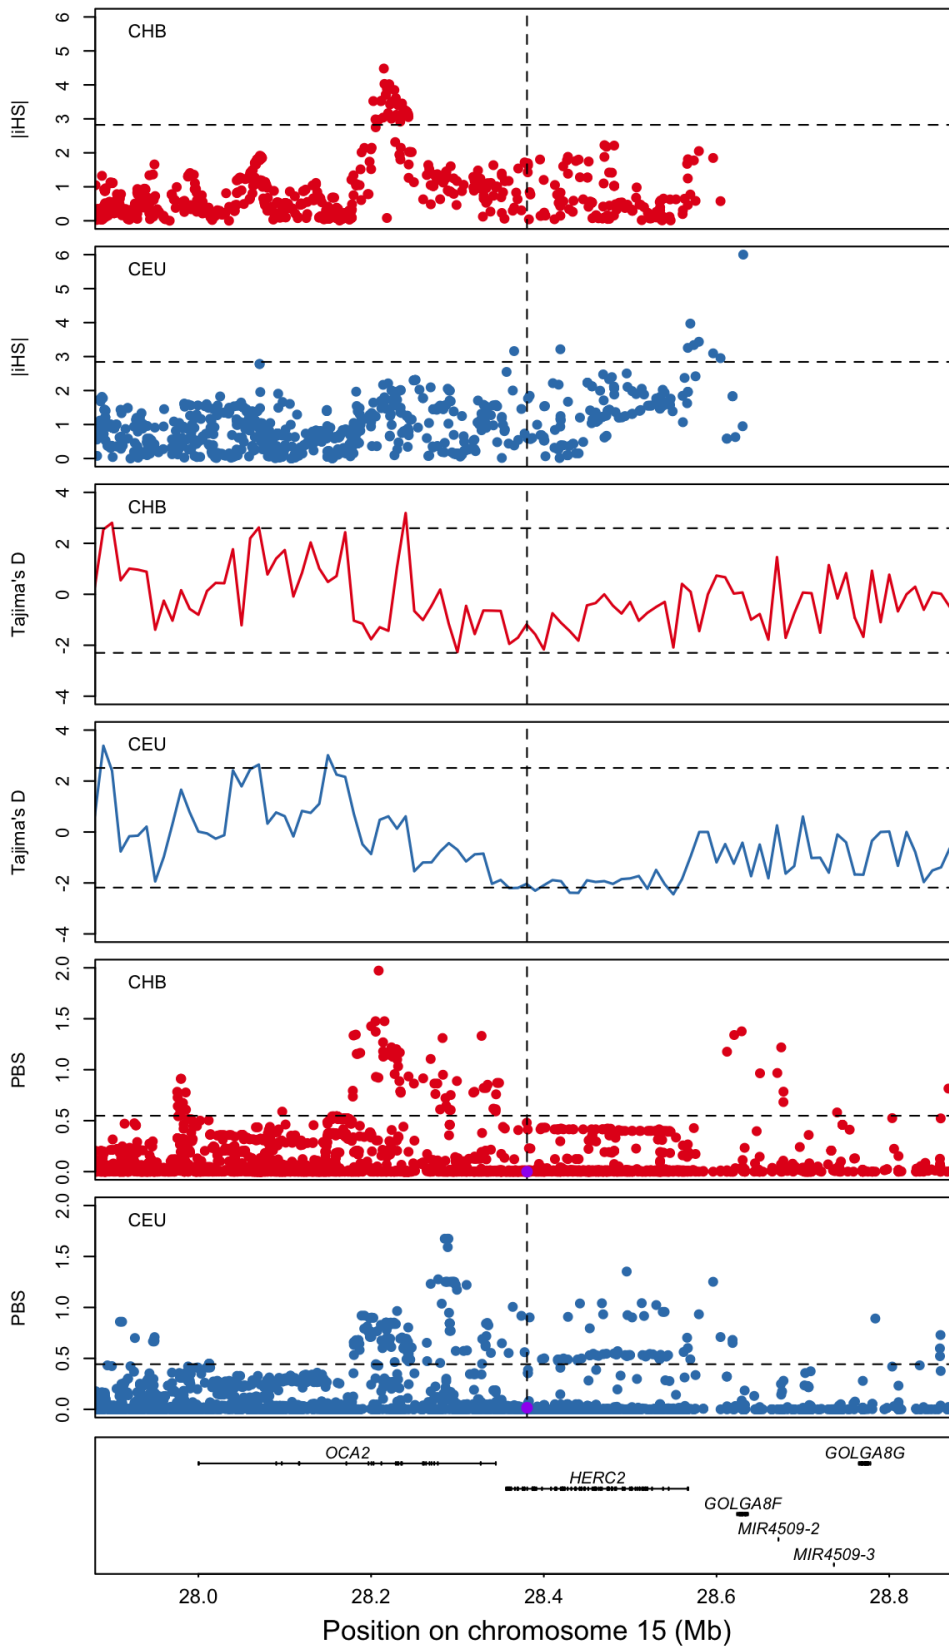 CHB
|iHS|
0 1 2 3 4 5 6
CEU
|iHS|
0 1 2 3 4 5 6
CHB
Tajima's D
-4 -2 0 2 4
CEU
Tajima's D
-4 -2 0 2 4
CHB
PBS
0.0 0.5 1.0 1.5 2.0
CEU
PBS
0.0 0.5 1.0 1.5 2.0
OCA2 GOLGA8G
HERC2
GOLGA8F
MIR4509-2
MIR4509-3
28.0 28.2 28.4 28.6 28.8
Position on chromosome 15 (Mb)